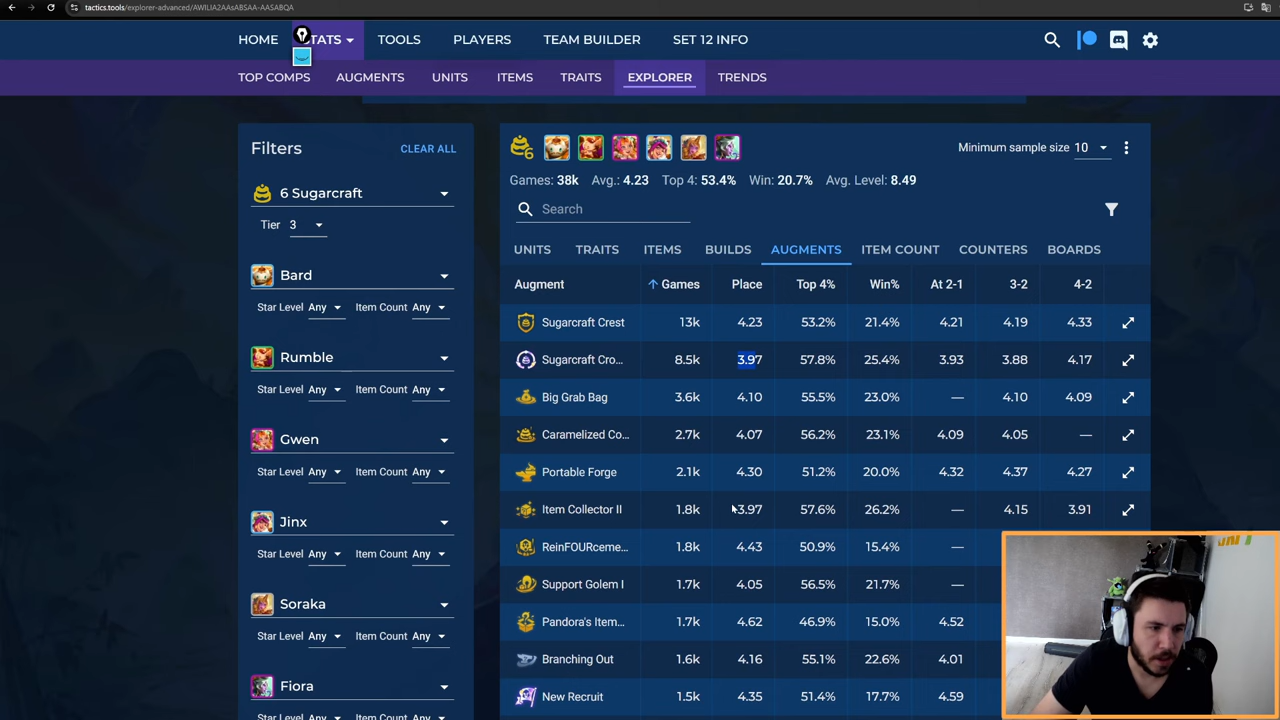 tactics.tools/explorer-advanced/AWILIA2AAsABSAA-AASABQA
HOME STATS TOOLS PLAYERS TEAM BUILDER SET 12 INFO
TOP COMPS AUGMENTS UNITS ITEMS TRAITS EXPLORER TRENDS
Filters CLEAR ALL
6 Sugarcraft
Tier 3
Bard
Star Level Any Item Count Any
Rumble
Star Level Any Item Count Any
Gwen
Star Level Any Item Count Any
Jinx
Star Level Any Item Count Any
Soraka
Star Level Any Item Count Any
Fiora
Star Level Any Item Count Any
6
Minimum sample size 10
Games: 38k Avg.: 4.23 Top 4: 53.4% Win: 20.7% Avg. Level: 8.49
Search
UNITS TRAITS ITEMS BUILDS AUGMENTS ITEM COUNT COUNTERS BOARDS
Augment Games Place Top 4% Win% At 2-1 3-2 4-2
Sugarcraft Crest 13k 4.23 53.2% 21.4% 4.21 4.19 4.33
Sugarcraft Cro... 8.5k 3.97 57.8% 25.4% 3.93 3.88 4.17
Big Grab Bag 3.6k 4.10 55.5% 23.0% — 4.10 4.09
Caramelized Co... 2.7k 4.07 56.2% 23.1% 4.09 4.05 —
Portable Forge 2.1k 4.30 51.2% 20.0% 4.32 4.37 4.27
Item Collector II 1.8k 3.97 57.6% 26.2% — 4.15 3.91
ReinFOURceme... 1.8k 4.43 50.9% 15.4% —
Support Golem I 1.7k 4.05 56.5% 21.7% —
Pandora's Item... 1.7k 4.62 46.9% 15.0% 4.52
Branching Out 1.6k 4.16 55.1% 22.6% 4.01
New Recruit 1.5k 4.35 51.4% 17.7% 4.59